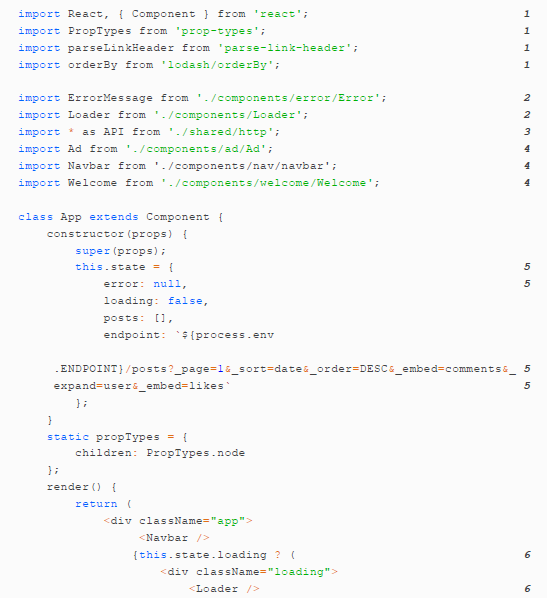 import React, { Component } from 'react'; 1
import PropTypes from 'prop-types'; 1
import parseLinkHeader from 'parse-link-header'; 1
import orderBy from 'lodash/orderBy'; 1
import ErrorMessage from './components/error/Error'; 2
import Loader from './components/Loader'; 2
import * as API from './shared/http'; 3
import Ad from './components/ad/Ad'; 4
import Navbar from './components/nav/navbar'; 4
import Welcome from './components/welcome/Welcome'; 4
class App extends Component {
constructor(props) {
super(props);
this.state = { 5
error: null, 5
loading: false,
posts: [],
endpoint: `${process.env
.ENDPOINT}/posts?_page=1&_sort=date&_order=DESC&_embed=comments&_ 5
expand=user&_embed=likes` 5
};
}
static propTypes = {
children: PropTypes.node
};
render() {
return (
<div className="app">
<Navbar />
{this.state.loading ? ( 6
<div className="loading">
<Loader /> 6